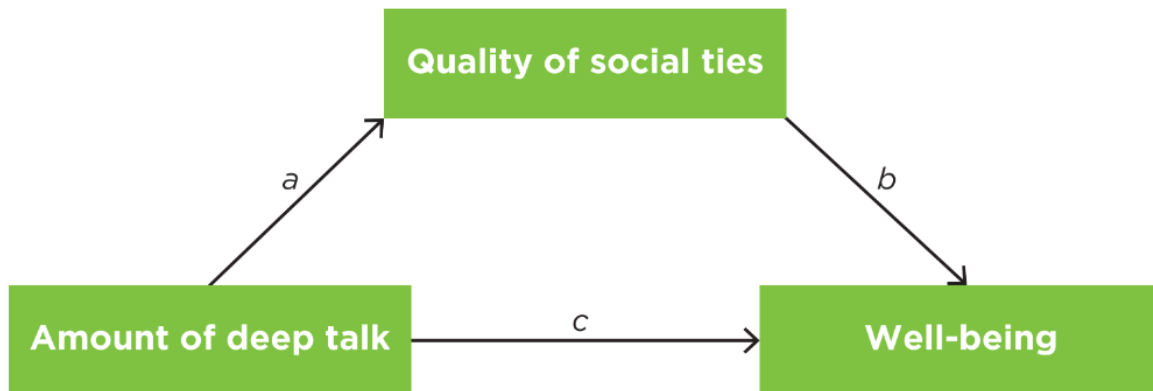 Quality of social ties
a
b
Amount of deep talk
c
Well-being